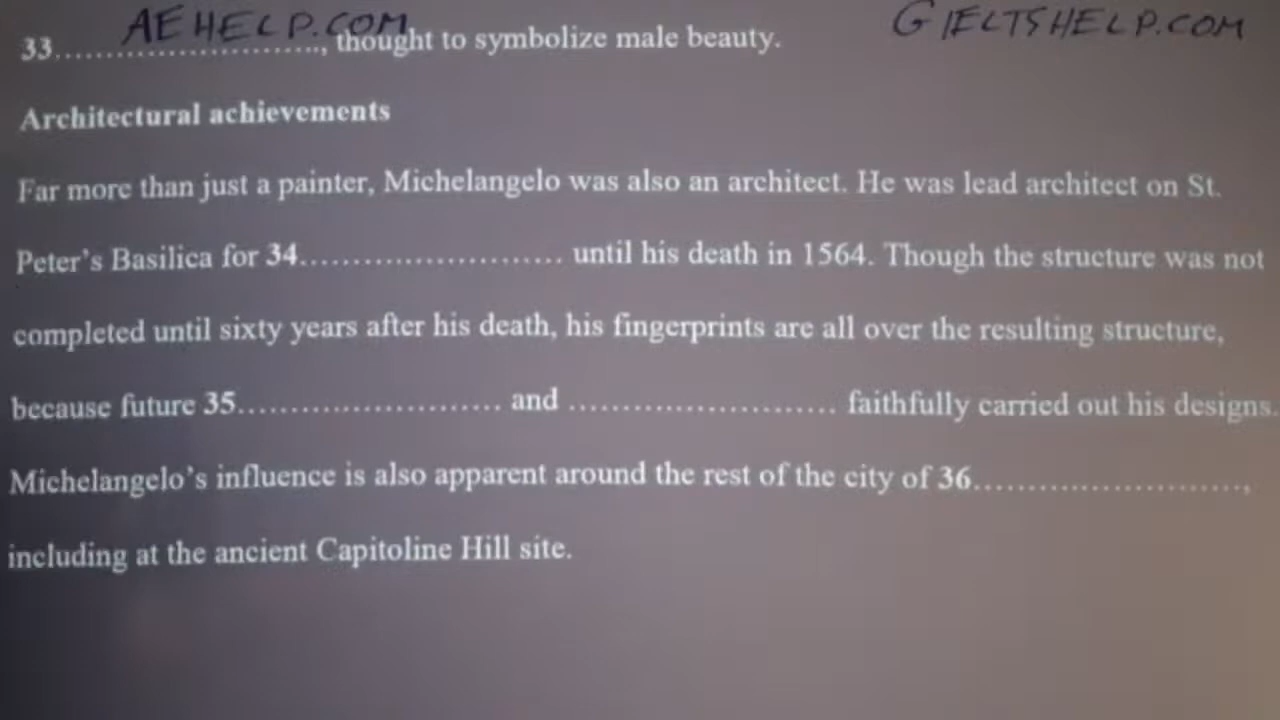 AEHELP.COM GIELTSHELP.COM
33........................., thought to symbolize male beauty.
Architectural achievements
Far more than just a painter, Michelangelo was also an architect. He was lead architect on St.
Peter's Basilica for 34......................... until his death in 1564. Though the structure was not
completed until sixty years after his death, his fingerprints are all over the resulting structure,
because future 35......................... and ......................... faithfully carried out his designs.
Michelangelo's influence is also apparent around the rest of the city of 36.........................,
including at the ancient Capitoline Hill site.